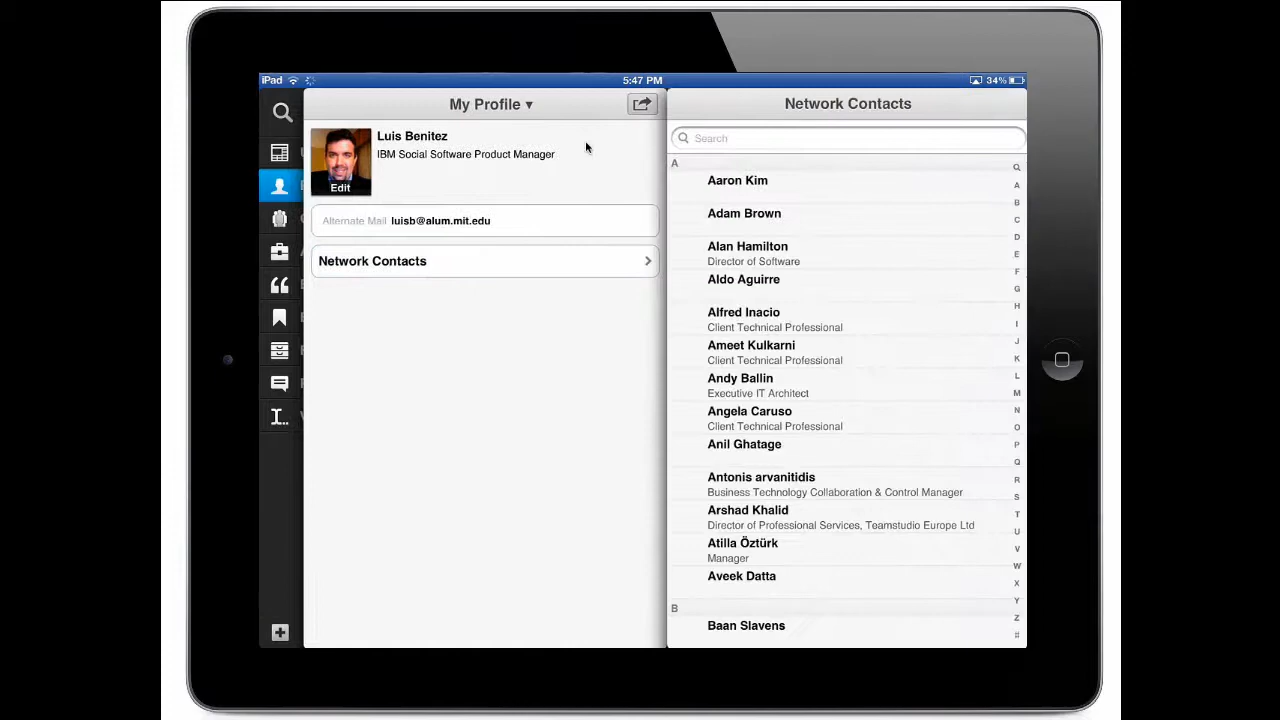 iPad
5:47 PM
34%
My Profile ▾
Luis Benitez
IBM Social Software Product Manager
Edit
Alternate Mail luisb@alum.mit.edu
Network Contacts
Network Contacts
Search
A
Aaron Kim
Adam Brown
Alan Hamilton
Director of Software
Aldo Aguirre
Alfred Inacio
Client Technical Professional
Ameet Kulkarni
Client Technical Professional
Andy Ballin
Executive IT Architect
Angela Caruso
Client Technical Professional
Anil Ghatage
Antonis arvanitidis
Business Technology Collaboration & Control Manager
Arshad Khalid
Director of Professional Services, Teamstudio Europe Ltd
Atilla Öztürk
Manager
Aveek Datta
B
Baan Slavens
A
B
C
D
E
F
G
H
I
J
K
L
M
N
O
P
Q
R
S
T
U
V
W
X
Y
Z
#